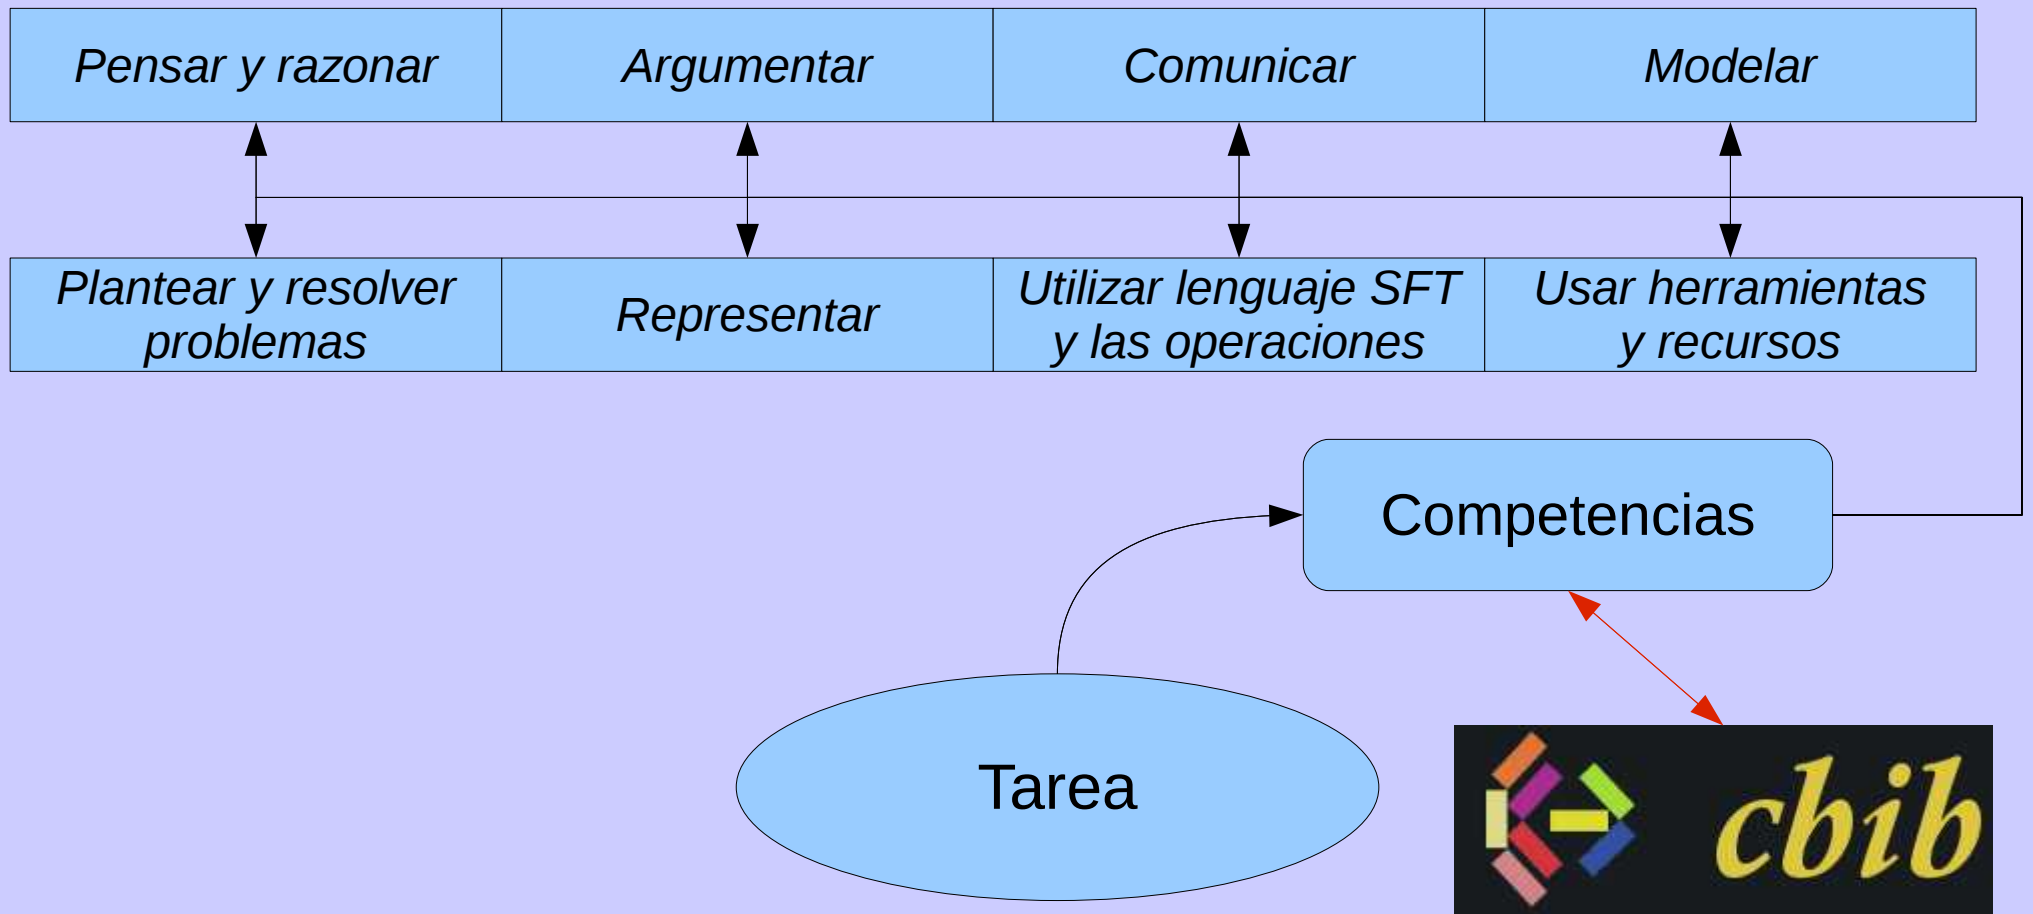 Pensar y razonar
Argumentar
Comunicar
Modelar
Plantear y resolver
problemas
Representar
Utilizar lenguaje SFT
y las operaciones
Usar herramientas
y recursos
Competencias
Tarea
cbib